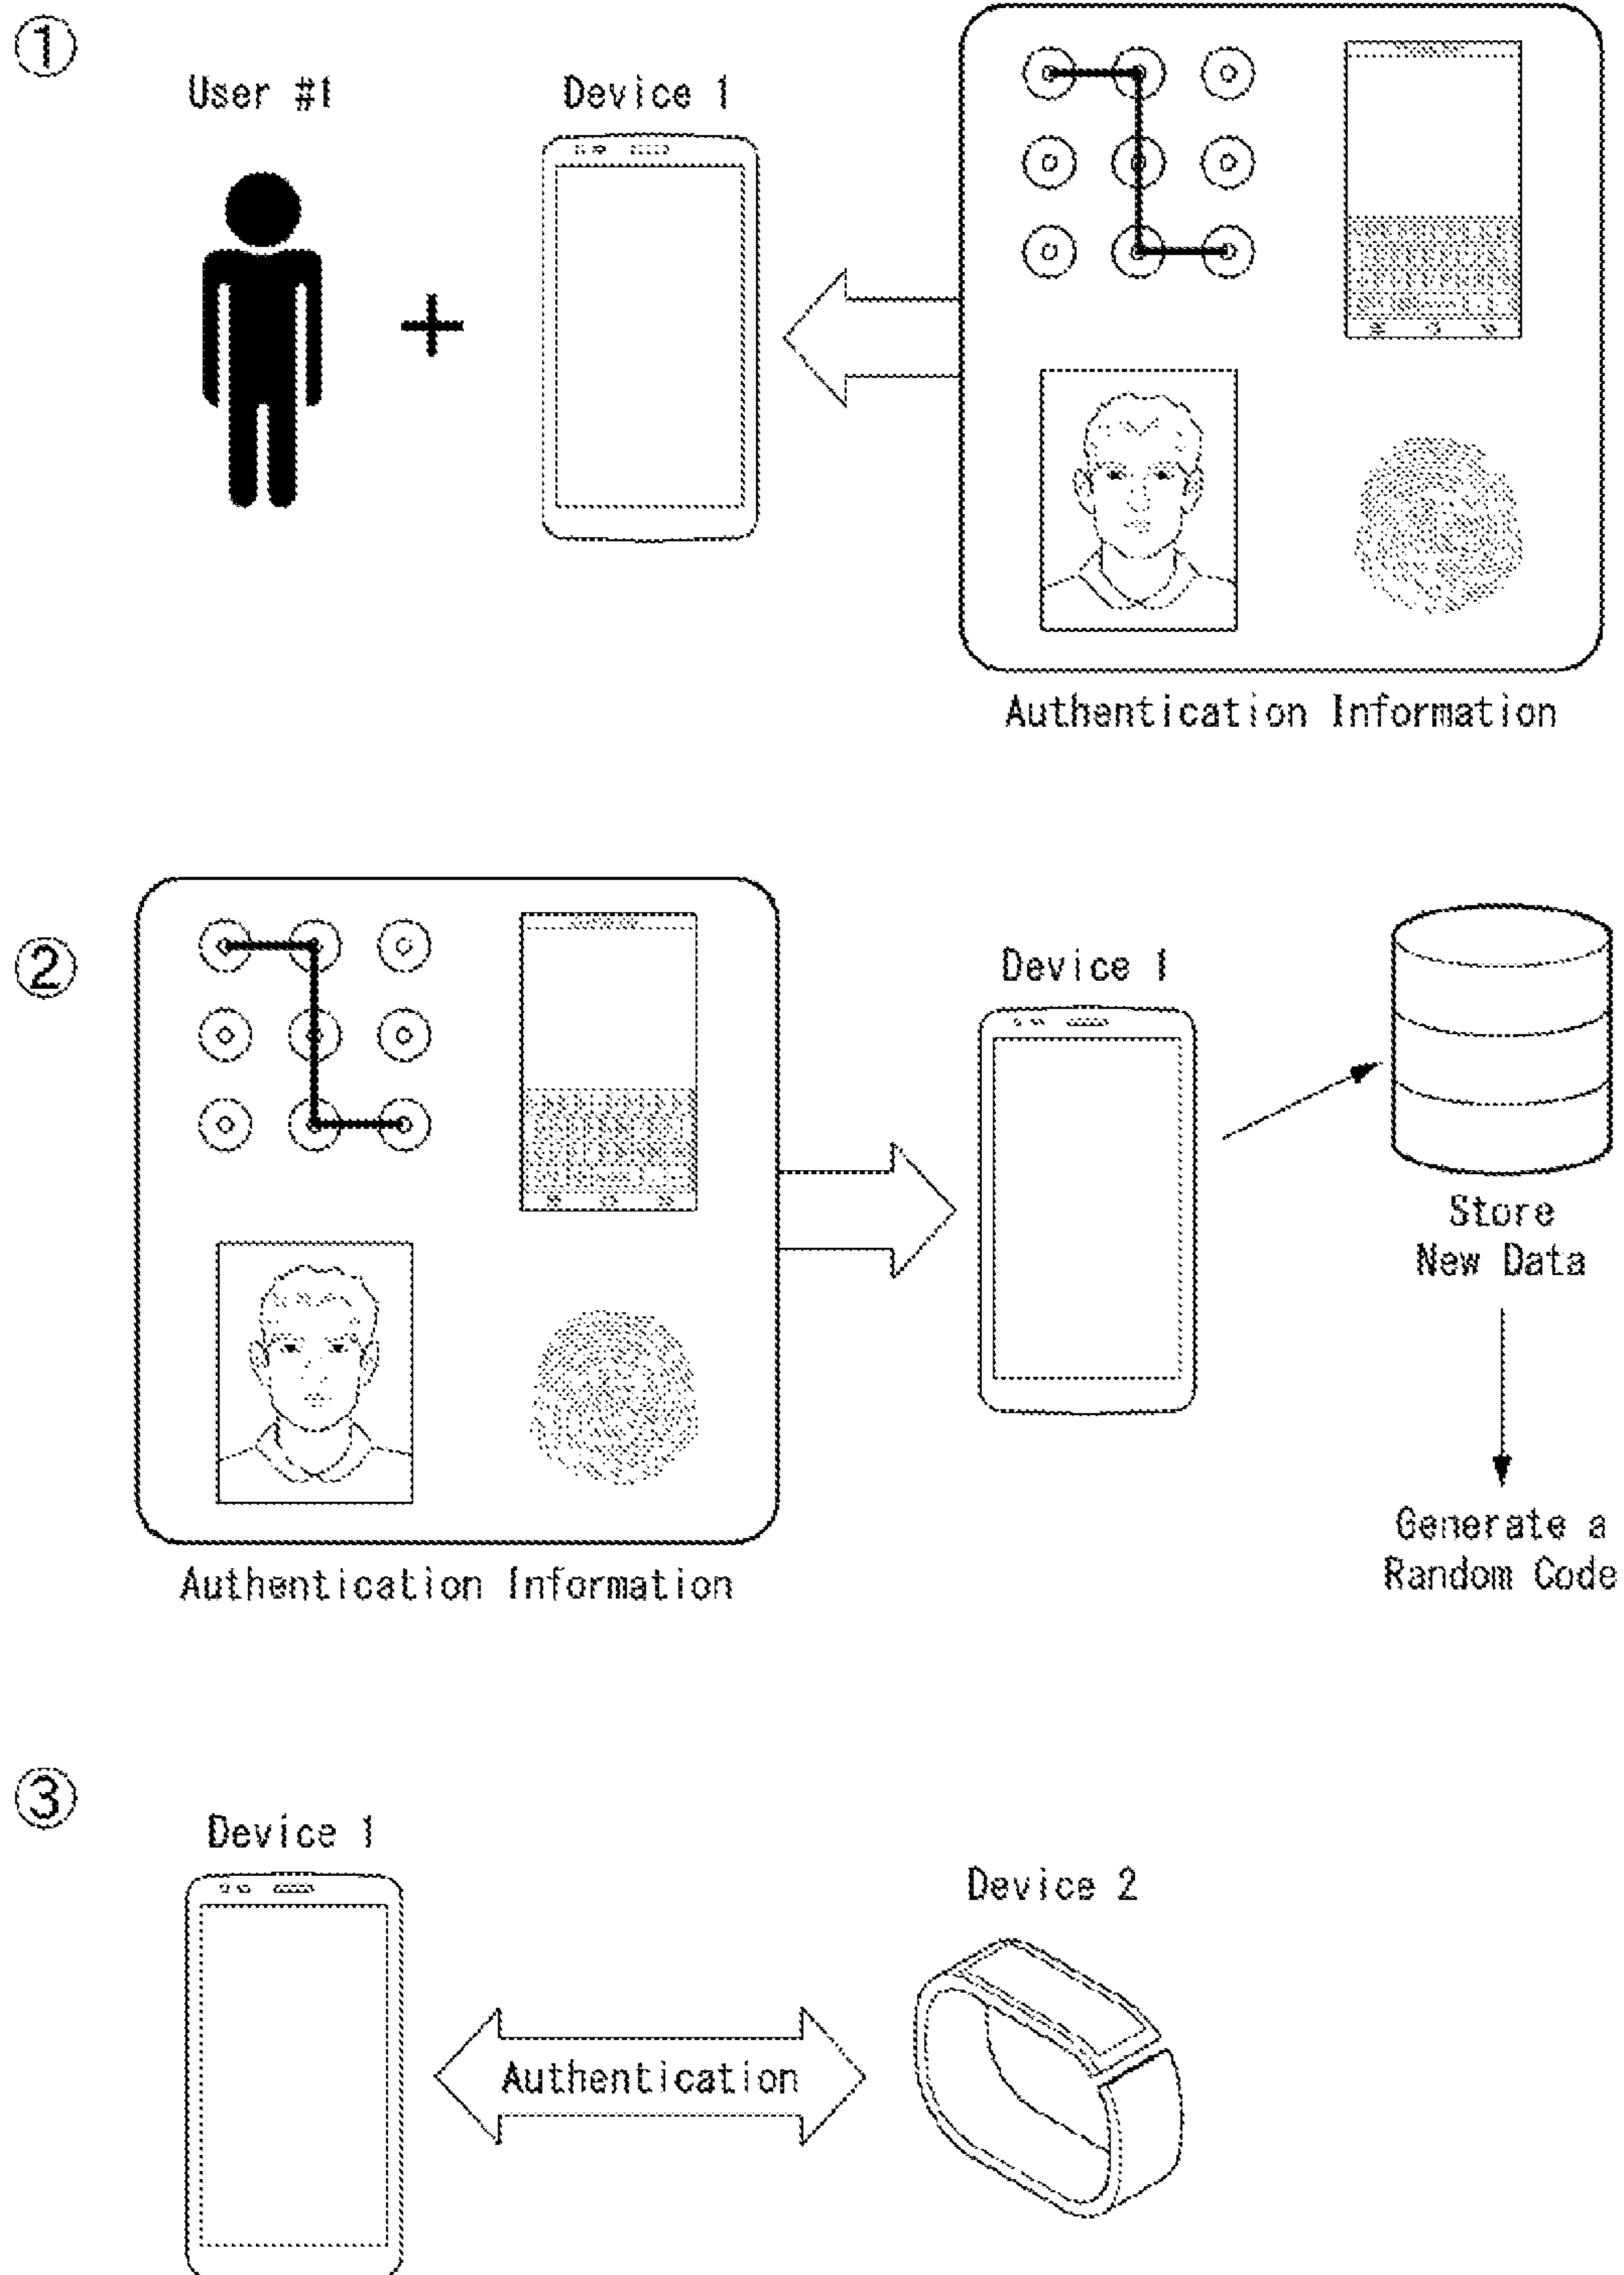 ①
User #1
Device 1
Authentication Information
②
Device 1
Store
New Data
Generate a
Random Code
Authentication Information
③
Device 1
Device 2
Authentication